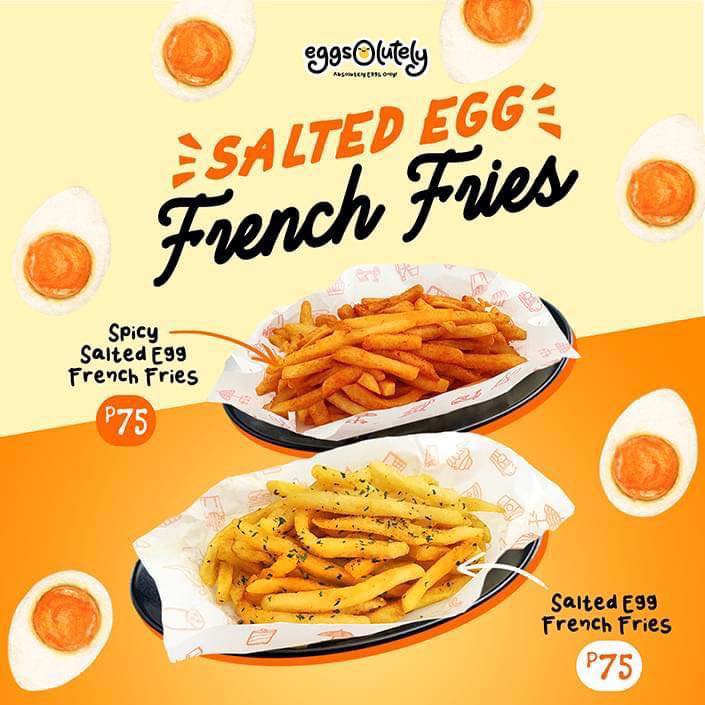 eggsOlutely
Absolutely EGGS Only!
SALTED EGG
French Fries
Spicy
Salted Egg
French Fries
P75
Salted Egg
French Fries
P75